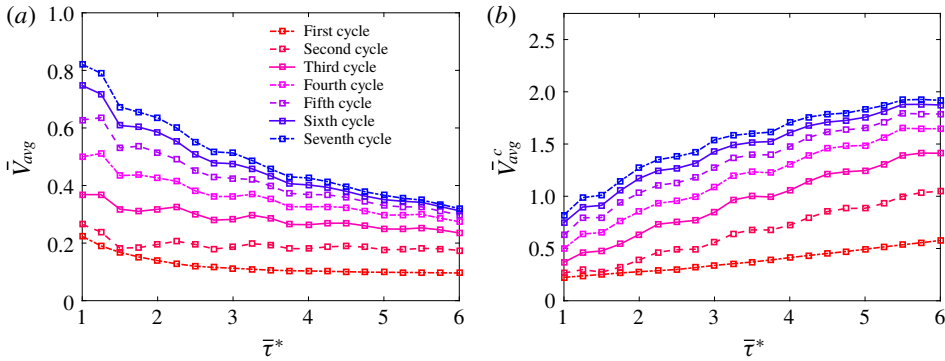 (a)
1.0
0.8
0.6
0.4
0.2
0
V̄avg
First cycle
Second cycle
Third cycle
Fourth cycle
Fifth cycle
Sixth cycle
Seventh cycle
1 2 3 4 5 6
τ̄*
(b)
2.5
2.0
1.5
1.0
0.5
0
V̄cavg
1 2 3 4 5 6
τ̄*